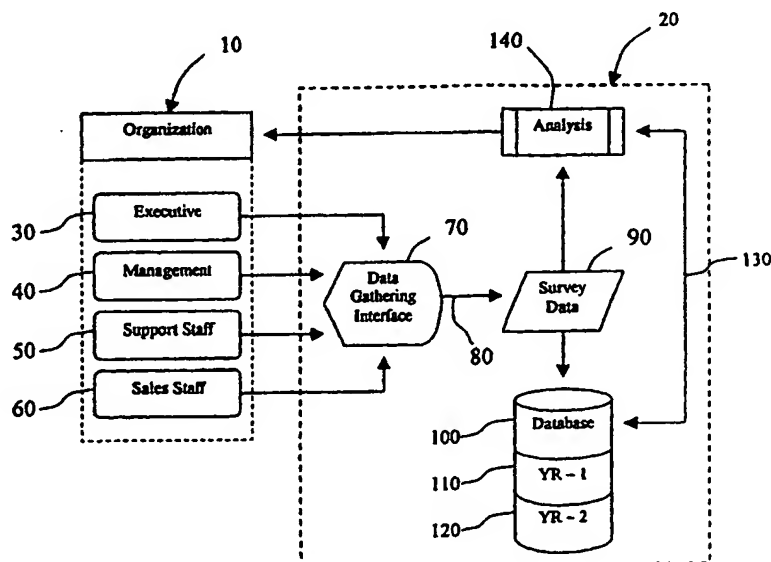 10
140
20
Organization
Analysis
30
Executive
40
Management
50
Support Staff
60
Sales Staff
70
Data
Gathering
Interface
80
90
Survey
Data
130
100
Database
110
YR - 1
120
YR - 2